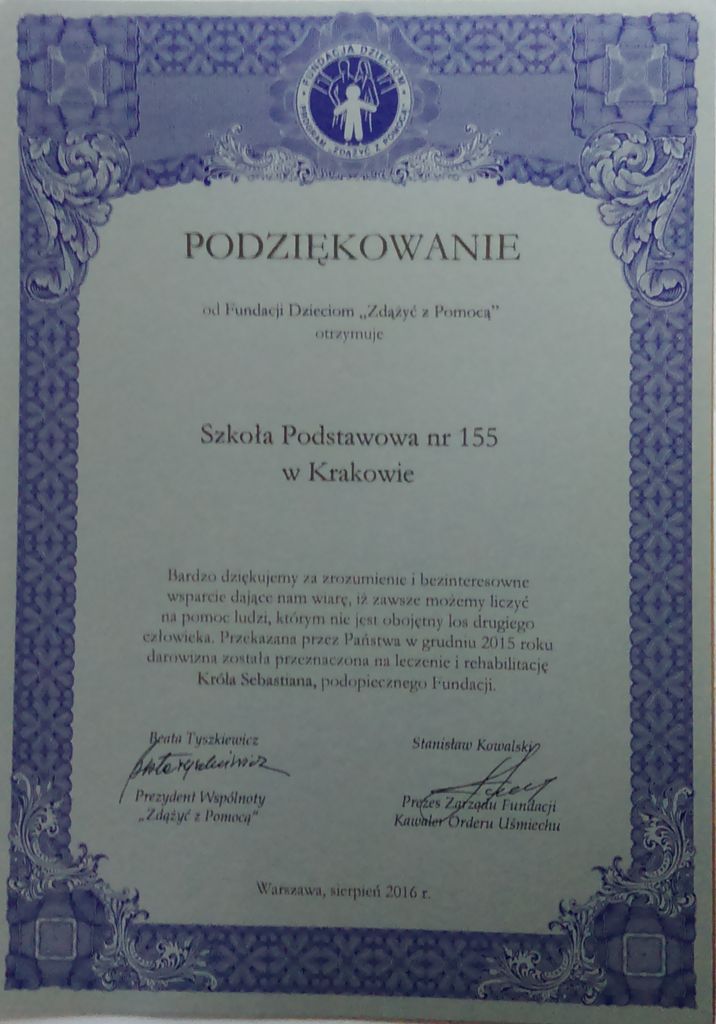 FUNDACJA DZIECIOM
PROGRAM ZDĄŻYĆ Z POMOCĄ
PODZIĘKOWANIE
od Fundacji Dzieciom „Zdążyć z Pomocą”
otrzymuje
Szkoła Podstawowa nr 155
w Krakowie
Bardzo dziękujemy za zrozumienie i bezinteresowne
wsparcie dające nam wiarę, iż zawsze możemy liczyć
na pomoc ludzi, którym nie jest obojętny los drugiego
człowieka. Przekazana przez Państwa w grudniu 2015 roku
darowizna została przeznaczona na leczenie i rehabilitację
Króla Sebastiana, podopiecznego Fundacji.
Beata Tyszkiewicz
Prezydent Wspólnoty
„Zdążyć z Pomocą”
Stanisław Kowalski
Prezes Zarządu Fundacji
Kawaler Orderu Uśmiechu
Warszawa, sierpień 2016 r.